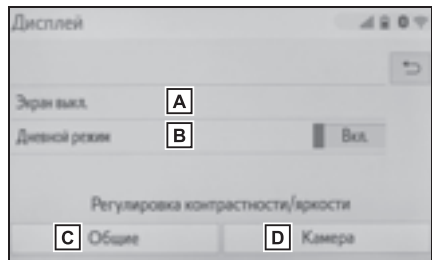 Дисплей
Экран выкл. A
Дневной режим B Вкл.
Регулировка контрастности/яркости
C Общие D Камера